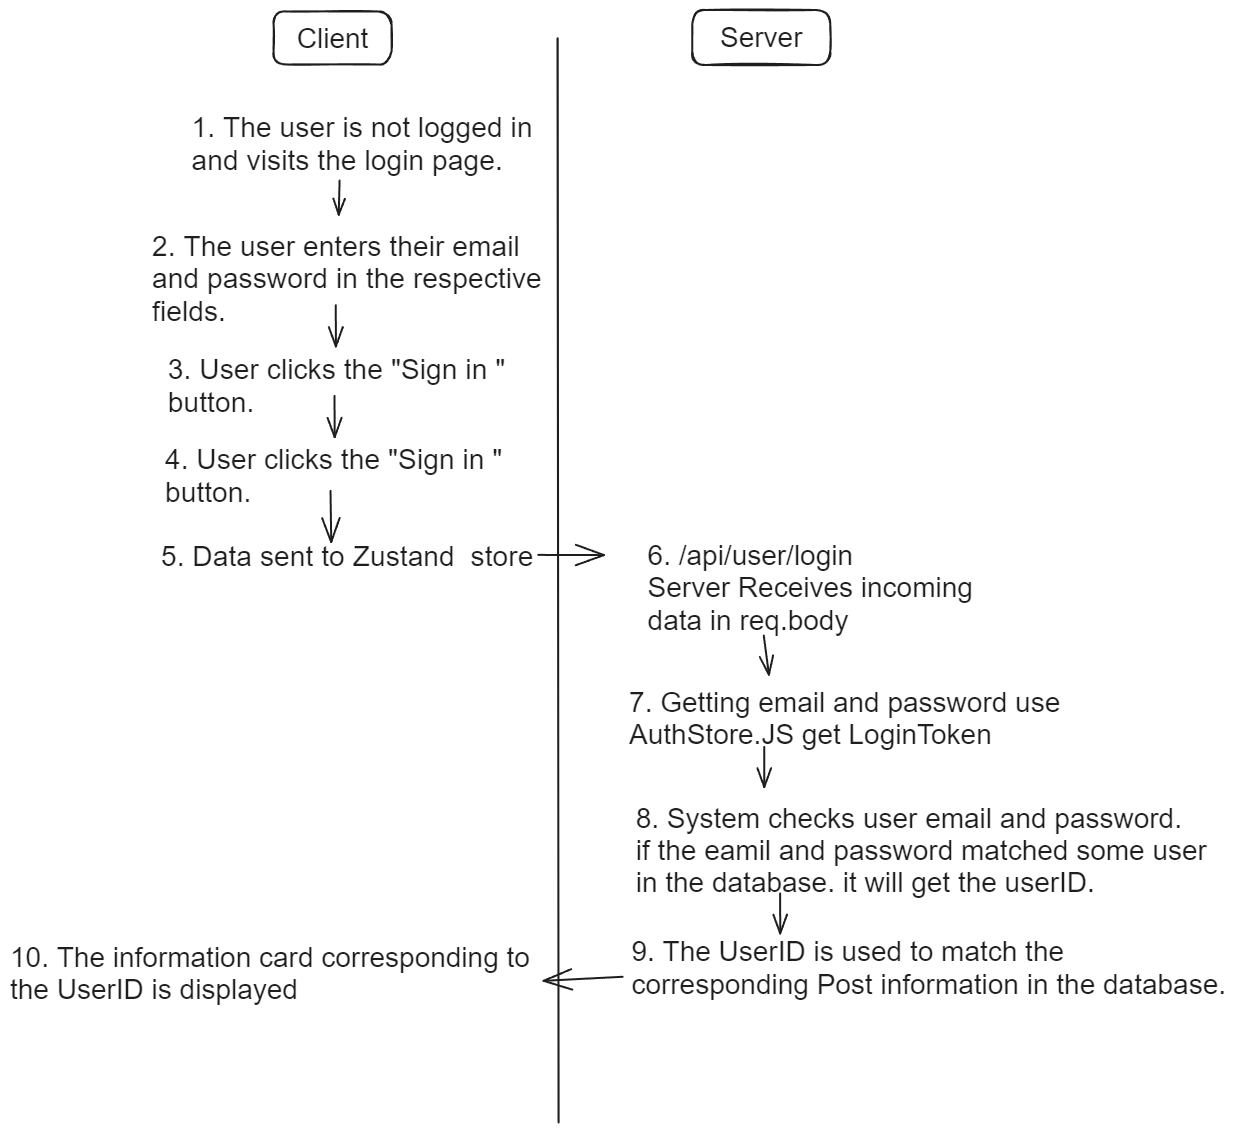 Client
Server
1. The user is not logged in
and visits the login page.
2. The user enters their email
and password in the respective
fields.
3. User clicks the "Sign in "
button.
4. User clicks the "Sign in "
button.
5. Data sent to Zustand  store
6. /api/user/login
Server Receives incoming
data in req.body
7. Getting email and password use
AuthStore.JS get LoginToken
8. System checks user email and password.
if the eamil and password matched some user
in the database. it will get the userID.
9. The UserID is used to match the
corresponding Post information in the database.
10. The information card corresponding to
the UserID is displayed